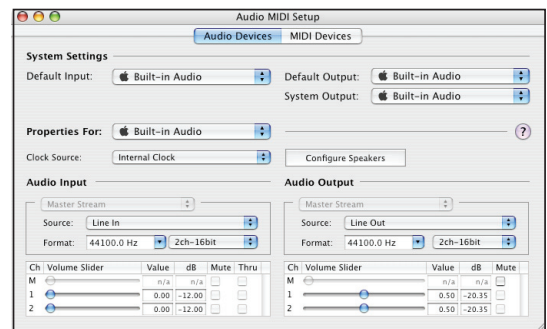 Audio MIDI Setup
Audio Devices MIDI Devices
System Settings
Default Input: Built-in Audio
Default Output: Built-in Audio
System Output: Built-in Audio
Properties For: Built-in Audio ?
Clock Source: Internal Clock
Configure Speakers
Audio Input
Master Stream
Source: Line In
Format: 44100.0 Hz 2ch-16bit
Ch Volume Slider Value dB Mute Thru
M n/a n/a
1 0.00 -12.00
2 0.00 -12.00
Audio Output
Master Stream
Source: Line Out
Format: 44100.0 Hz 2ch-16bit
Ch Volume Slider Value dB Mute
M n/a n/a
1 0.50 -20.35
2 0.50 -20.35